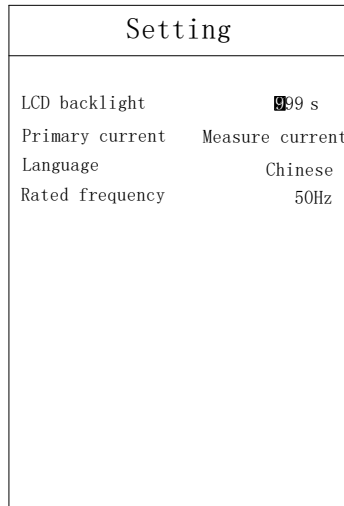 Setting
LCD backlight 999 s
Primary current Measure current
Language Chinese
Rated frequency 50Hz